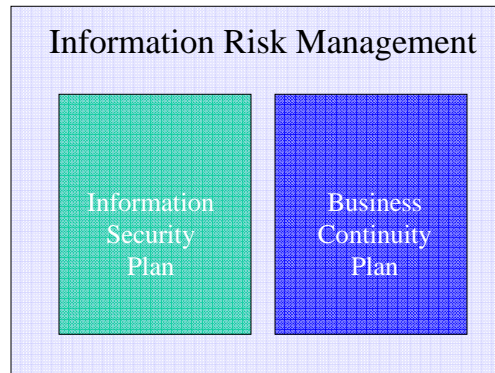 Information Risk Management
Information
Security
Plan
Business
Continuity
Plan